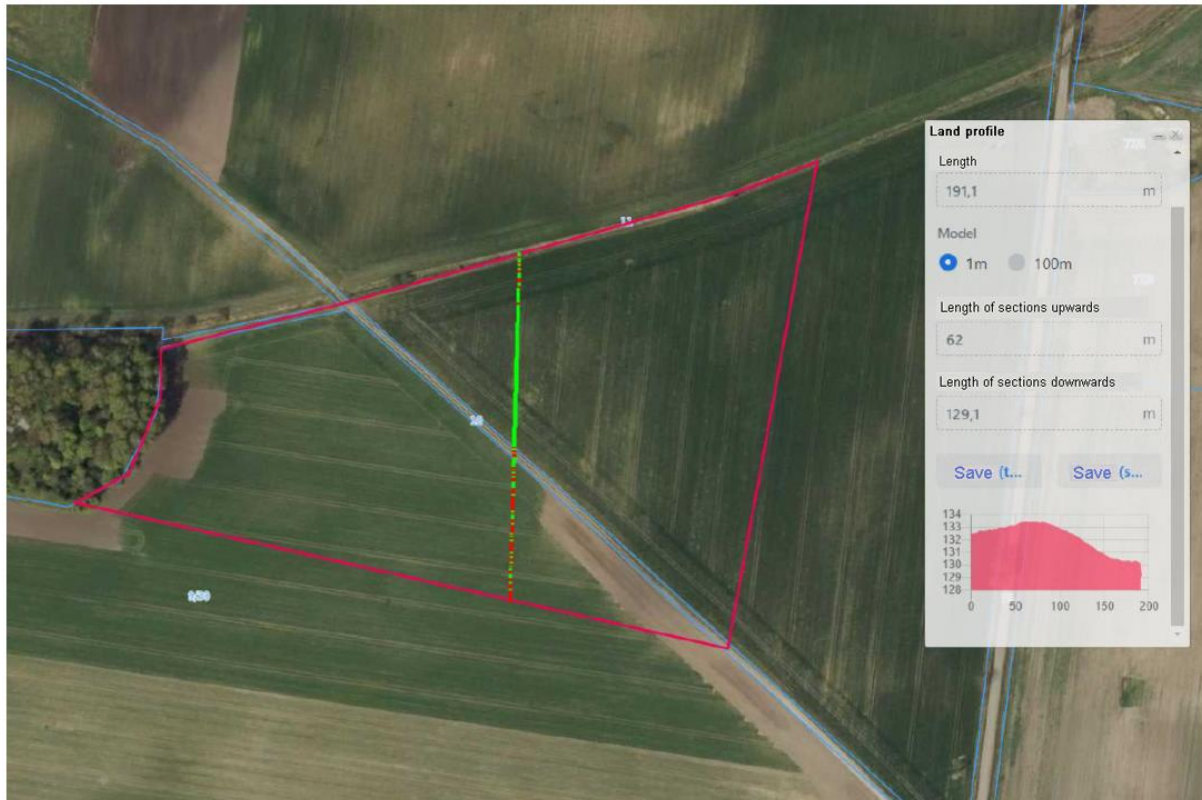 Land profile
Length
191,1 m
Model
1m 100m
Length of sections upwards
62 m
Length of sections downwards
129,1 m
Save (t... Save (s...
134
133
132
131
130
129
128
0 50 100 150 200
20